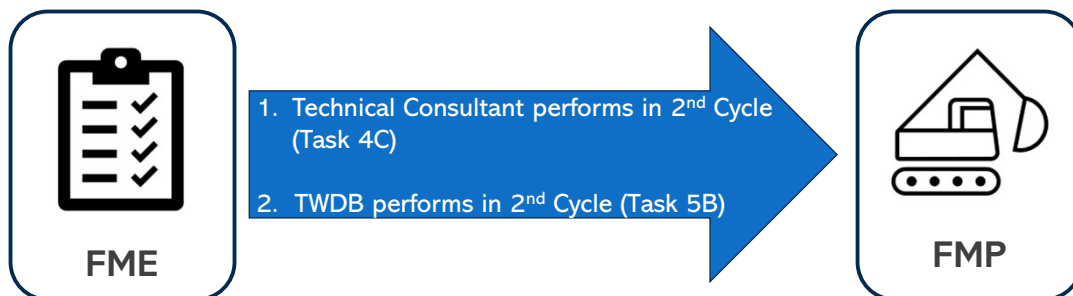 1. Technical Consultant performs in 2nd Cycle
(Task 4C)
2. TWDB performs in 2nd Cycle (Task 5B)
FME
FMP